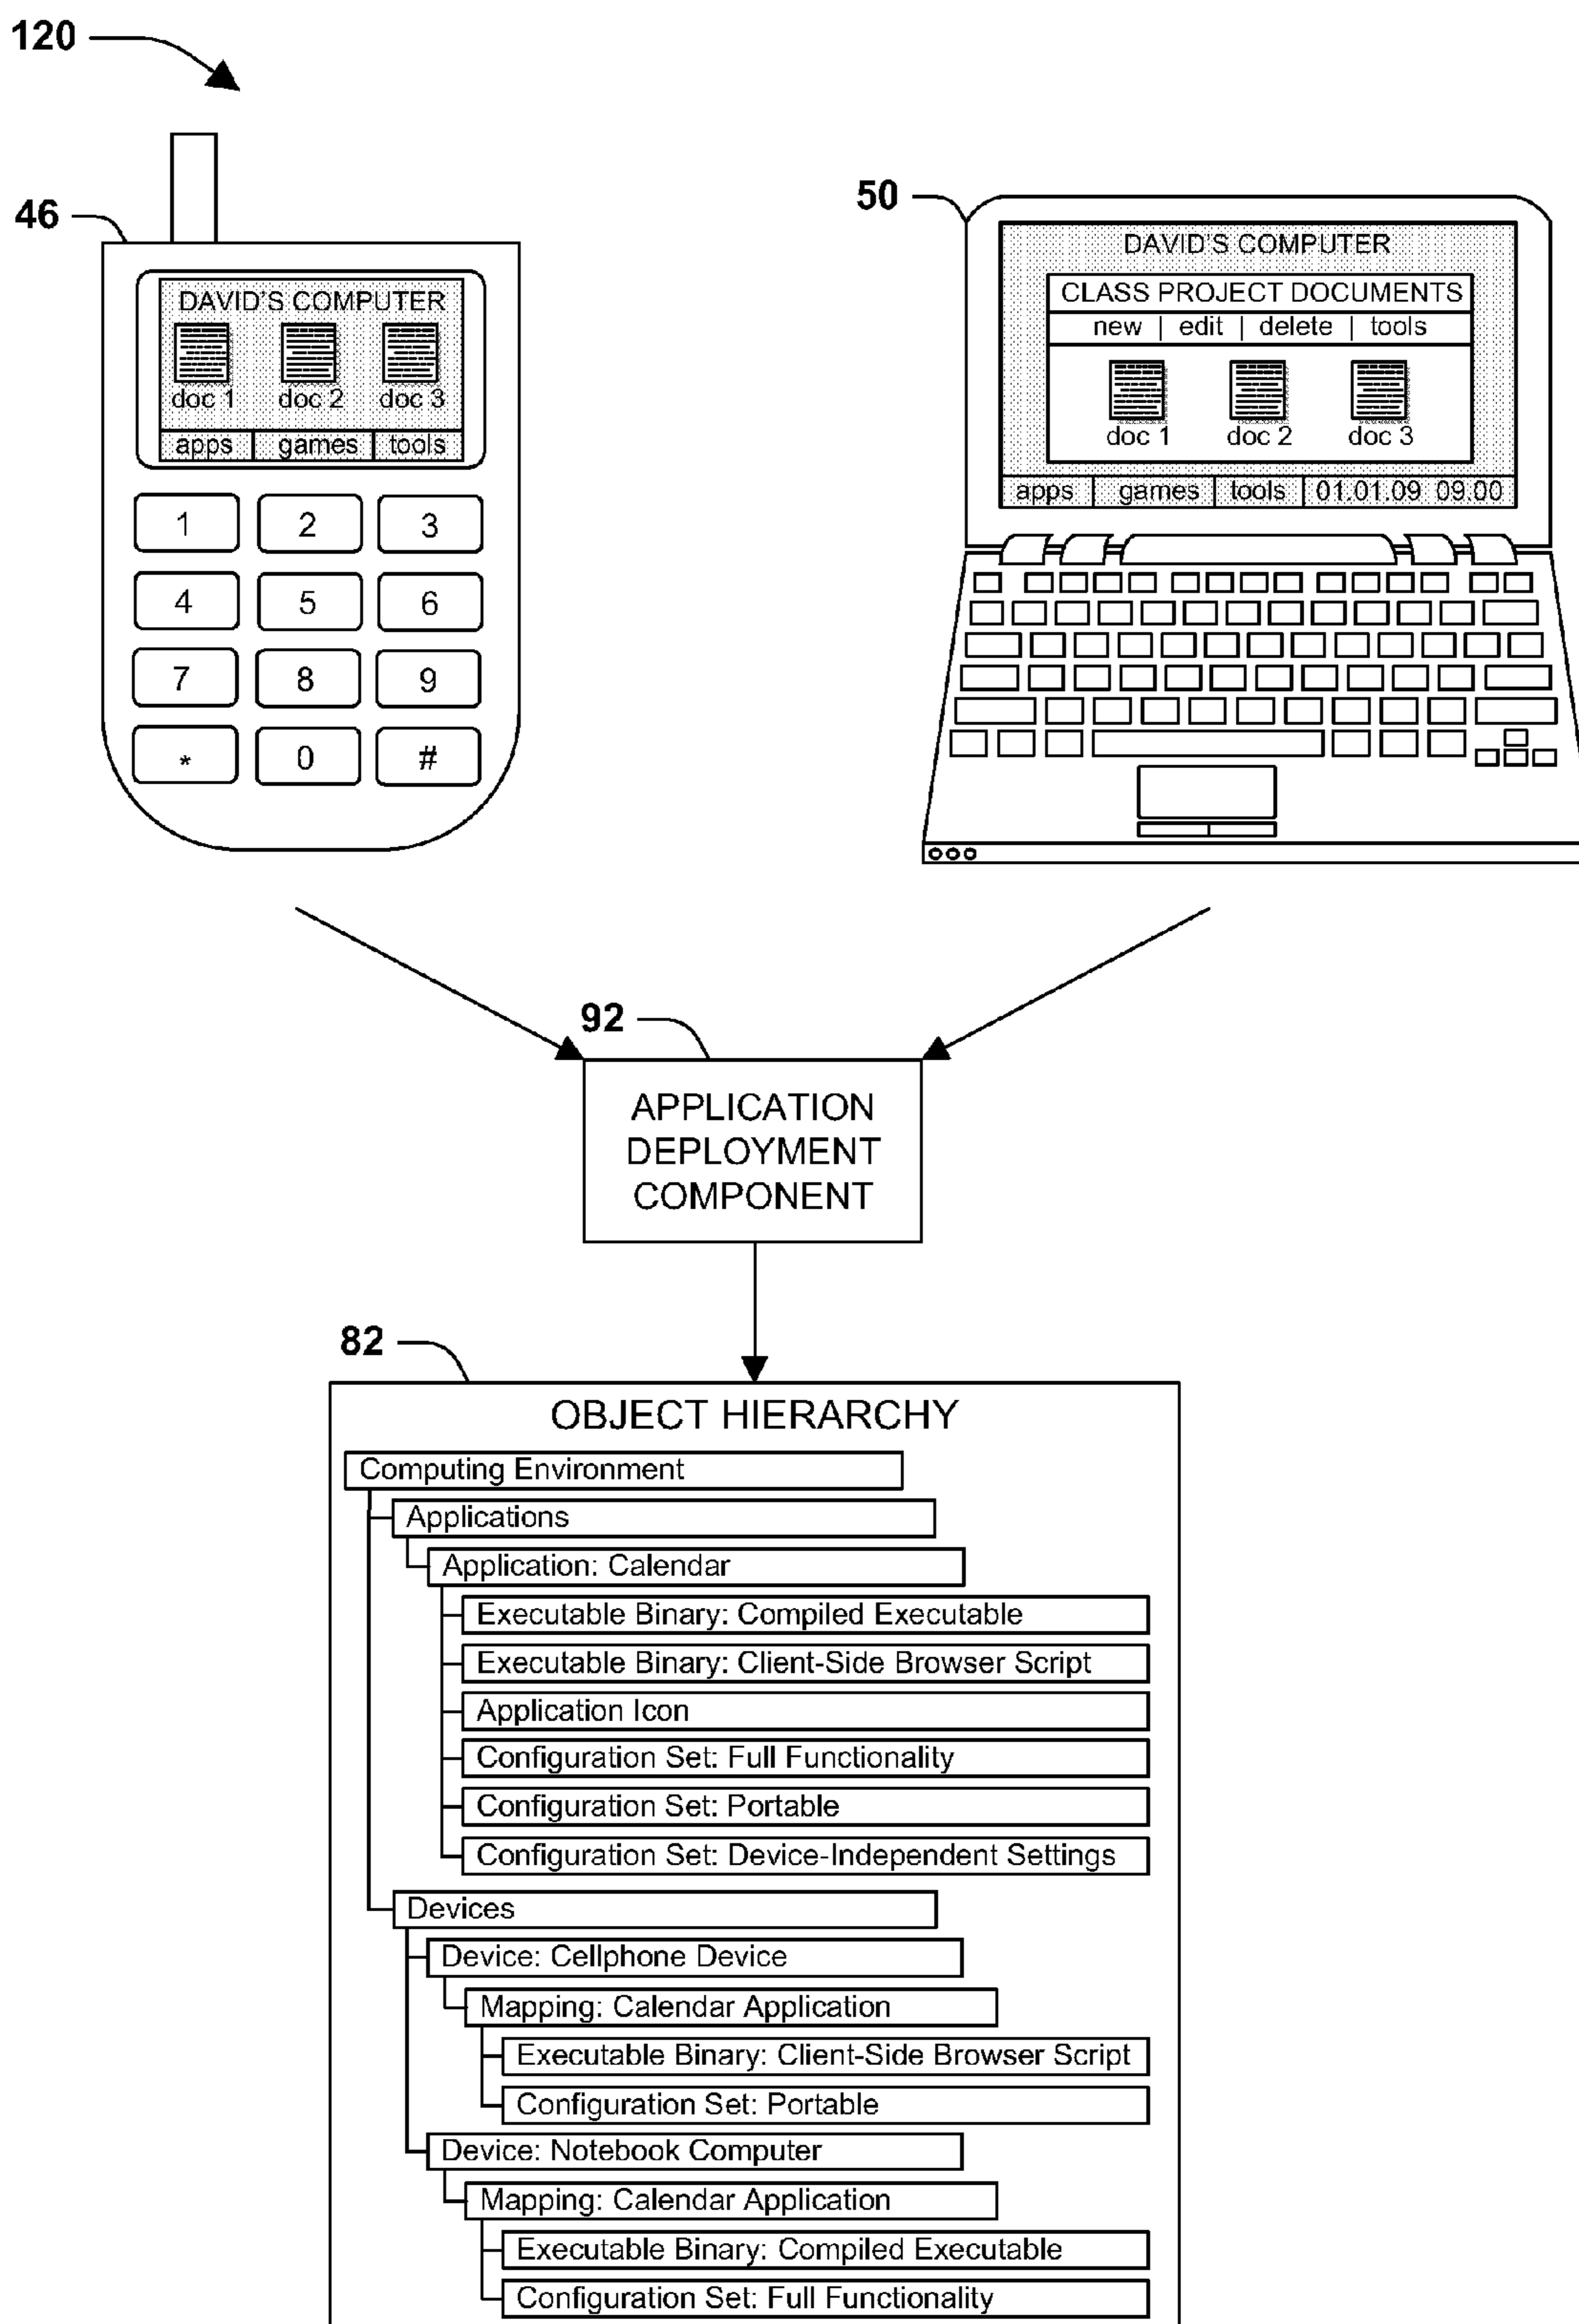 120
46
DAVID'S COMPUTER
doc 1 doc 2 doc 3
apps games tools
1 2 3
4 5 6
7 8 9
* 0 #
50
DAVID'S COMPUTER
CLASS PROJECT DOCUMENTS
new | edit | delete | tools
doc 1 doc 2 doc 3
apps games tools 01.01.09 09:00
92
APPLICATION
DEPLOYMENT
COMPONENT
82
OBJECT HIERARCHY
Computing Environment
Applications
Application: Calendar
Executable Binary: Compiled Executable
Executable Binary: Client-Side Browser Script
Application Icon
Configuration Set: Full Functionality
Configuration Set: Portable
Configuration Set: Device-Independent Settings
Devices
Device: Cellphone Device
Mapping: Calendar Application
Executable Binary: Client-Side Browser Script
Configuration Set: Portable
Device: Notebook Computer
Mapping: Calendar Application
Executable Binary: Compiled Executable
Configuration Set: Full Functionality